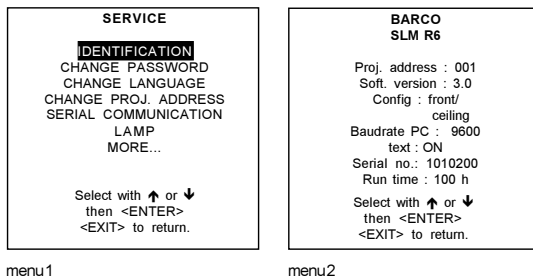 SERVICE
IDENTIFICATION
CHANGE PASSWORD
CHANGE LANGUAGE
CHANGE PROJ. ADDRESS
SERIAL COMMUNICATION
LAMP
MORE...
Select with ↑ or ↓
then <ENTER>
<EXIT> to return.
menu1
BARCO
SLM R6
Proj. address : 001
Soft. version : 3.0
Config : front/
ceiling
Baudrate PC : 9600
text : ON
Serial no.: 1010200
Run time : 100 h
Select with ↑ or ↓
then <ENTER>
<EXIT> to return.
menu2